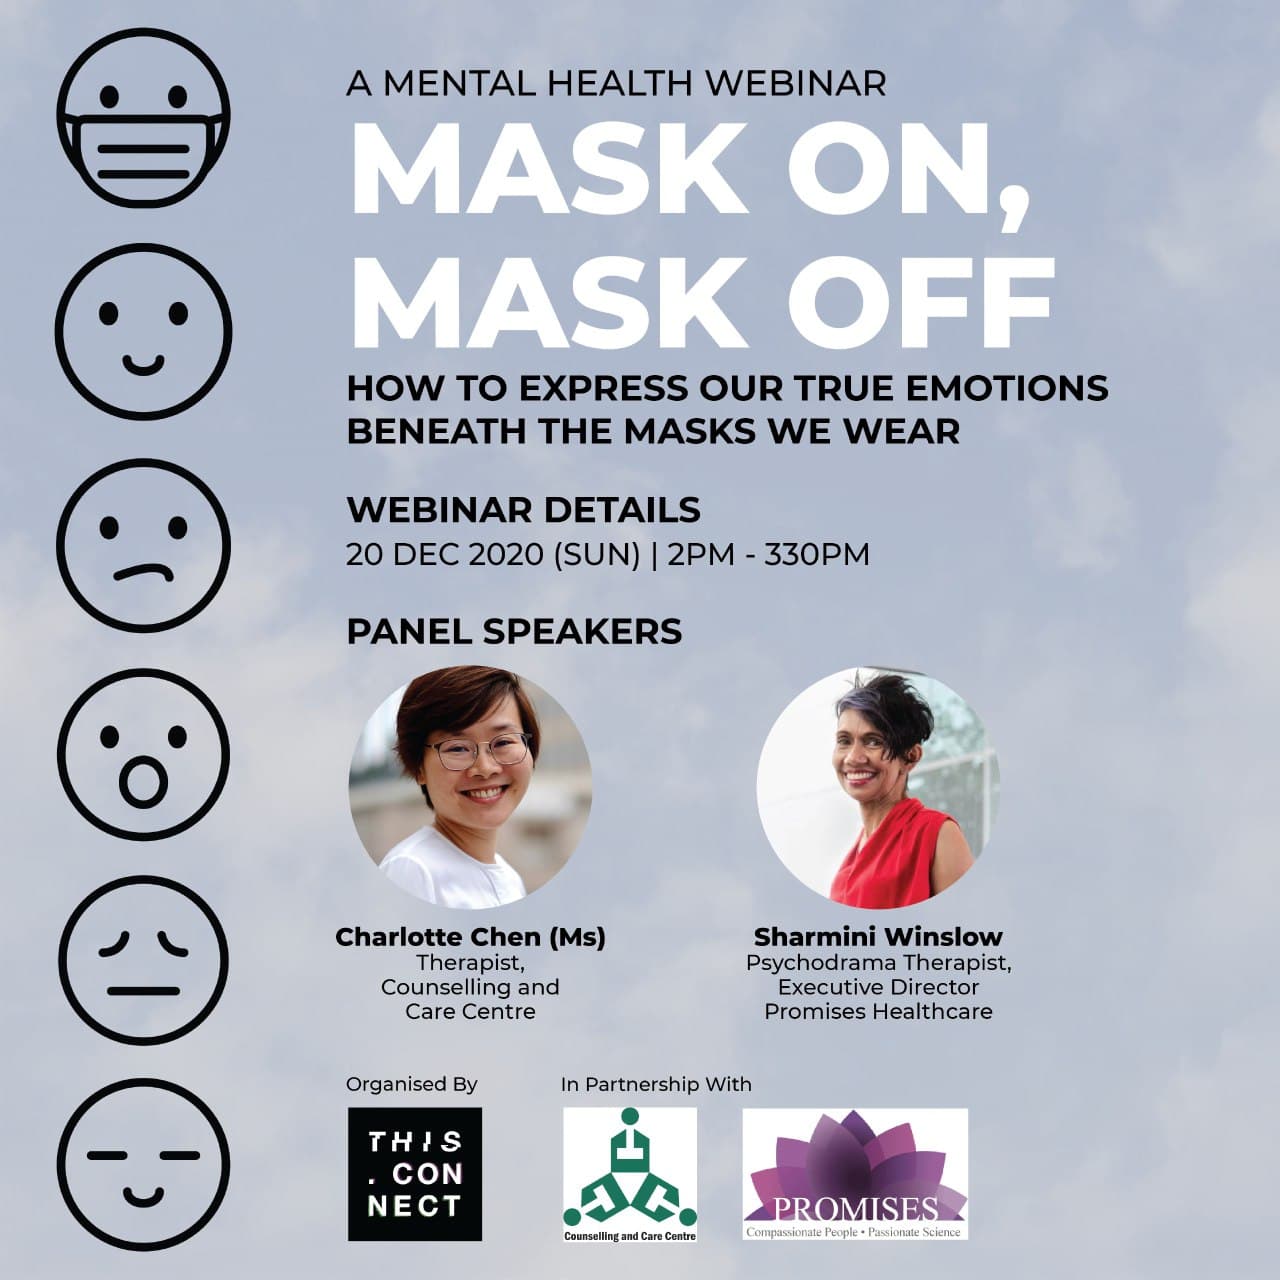 A MENTAL HEALTH WEBINAR
MASK ON,
MASK OFF
HOW TO EXPRESS OUR TRUE EMOTIONS
BENEATH THE MASKS WE WEAR
WEBINAR DETAILS
20 DEC 2020 (SUN) | 2PM - 330PM
PANEL SPEAKERS
Charlotte Chen (Ms)
Therapist,
Counselling and
Care Centre
Sharmini Winslow
Psychodrama Therapist,
Executive Director
Promises Healthcare
Organised By
THIS
. CON
NECT
In Partnership With
Counselling and Care Centre
PROMISES
Compassionate People • Passionate Science